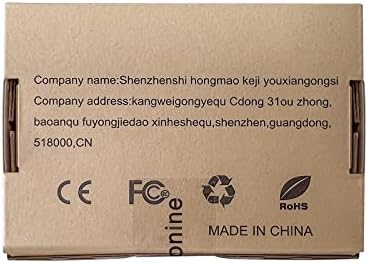 Company name:Shenzhenshi hongmao keji youxiangongsi
Company address:kangweigongyequ Cdong 31ou zhong,
baoanqu fuyongjiedao xinheshequ,shenzhen,guangdong,
518000,CN
CE FC RoHS
onine
MADE IN CHINA